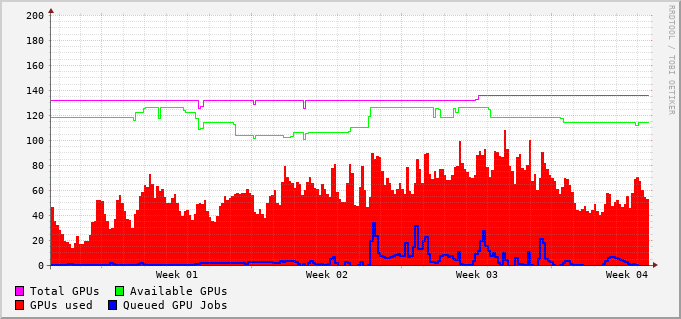 200
180
160
140
120
100
80
60
40
20
0
Week 01 Week 02 Week 03 Week 04
Total GPUs Available GPUs
GPUs used Queued GPU Jobs
RRDTOOL / TOBI OETIKER